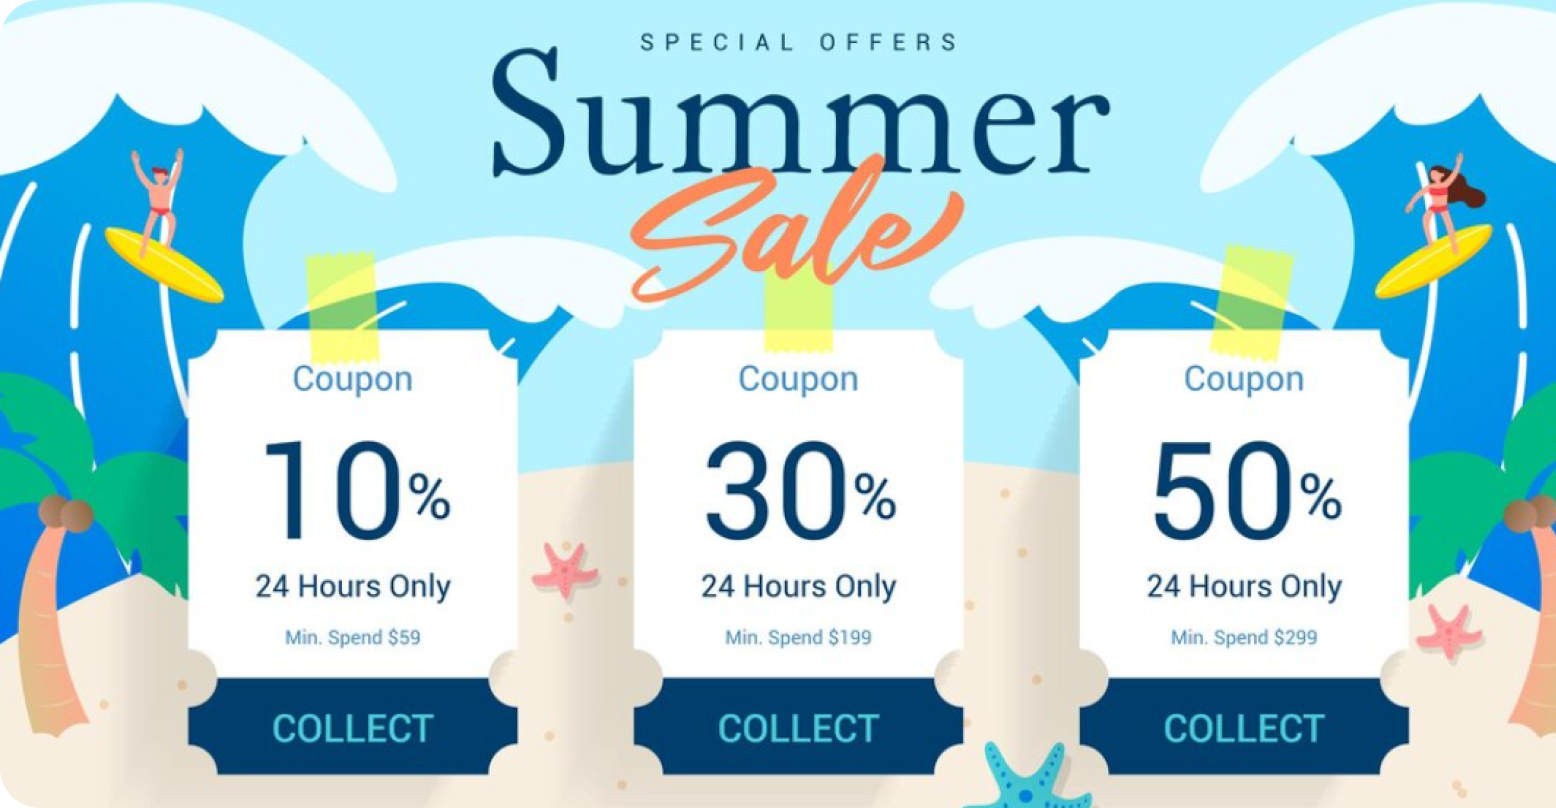 SPECIAL OFFERS
Summer
Sale
Coupon
10%
24 Hours Only
Min. Spend $59
COLLECT
Coupon
30%
24 Hours Only
Min. Spend $199
COLLECT
Coupon
50%
24 Hours Only
Min. Spend $299
COLLECT